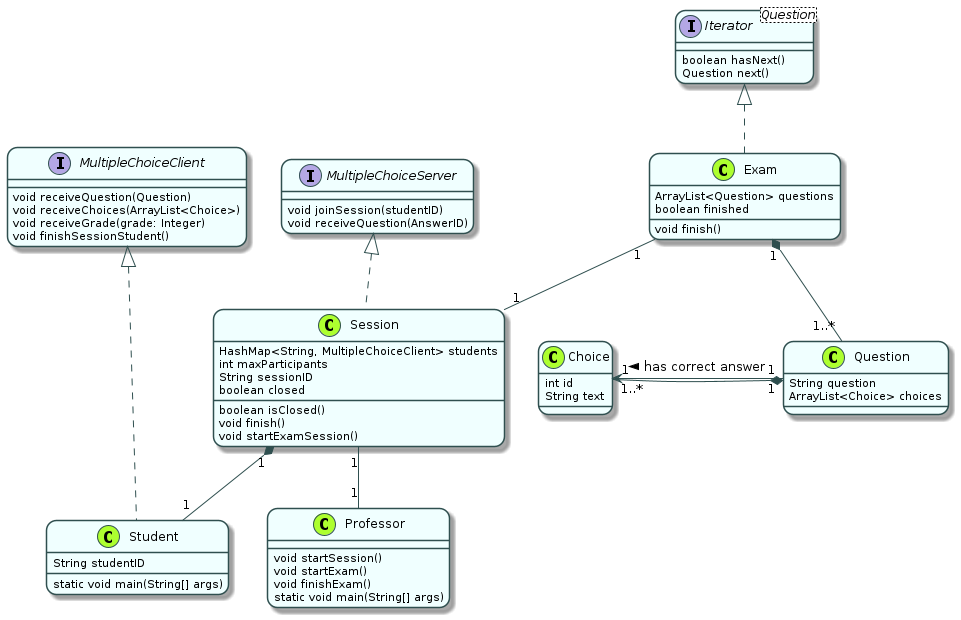 Question
I Iterator
boolean hasNext()
Question next()
I MultipleChoiceClient
void receiveQuestion(Question)
void receiveChoices(ArrayList<Choice>)
void receiveGrade(grade: Integer)
void finishSessionStudent()
I MultipleChoiceServer
void joinSession(studentID)
void receiveQuestion(AnswerID)
C Exam
ArrayList<Question> questions
boolean finished
void finish()
1
1
1
1..*
C Session
HashMap<String, MultipleChoiceClient> students
int maxParticipants
String sessionID
boolean closed
boolean isClosed()
void finish()
void startExamSession()
C Choice
int id
String text
1 has correct answer 1
1..* 1
C Question
String question
ArrayList<Choice> choices
1
1
1
1
C Student
String studentID
static void main(String[] args)
C Professor
void startSession()
void startExam()
void finishExam()
static void main(String[] args)